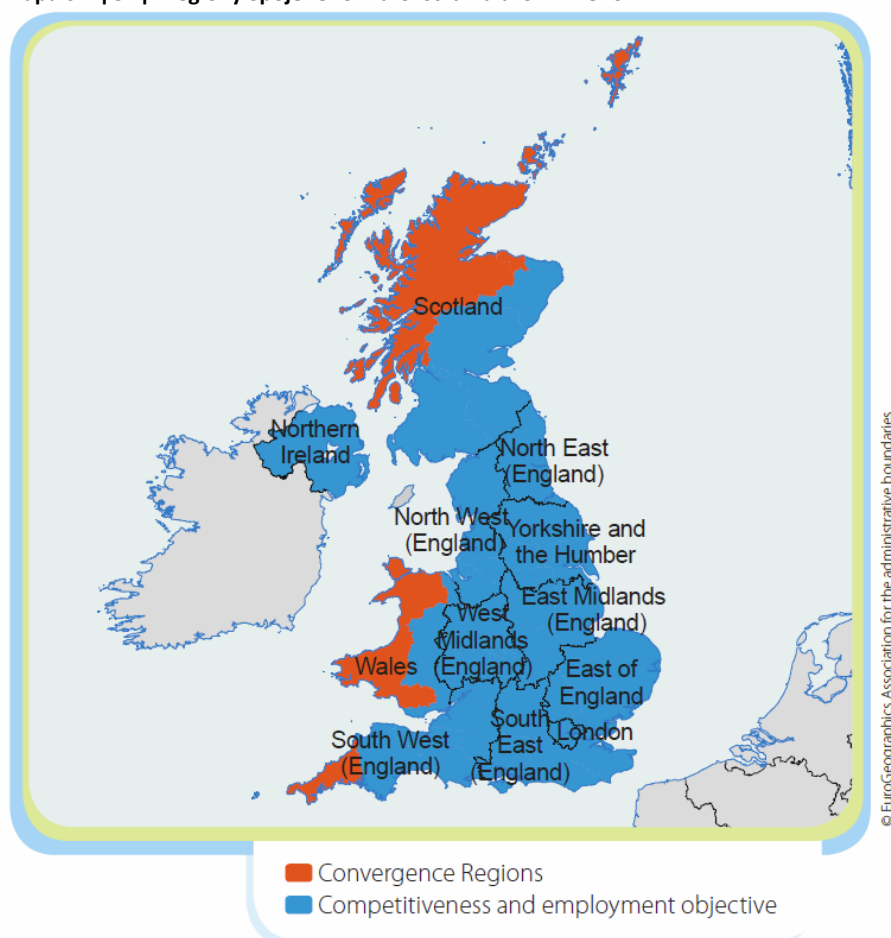 Scotland
Northern
Ireland
North East
(England)
North West
(England)
Yorkshire and
the Humber
East Midlands
(England)
West
Midlands
(England)
Wales
East of
England
South
East
(England)
London
South West
(England)
© EuroGeographics Association for the administrative boundaries
Convergence Regions
Competitiveness and employment objective